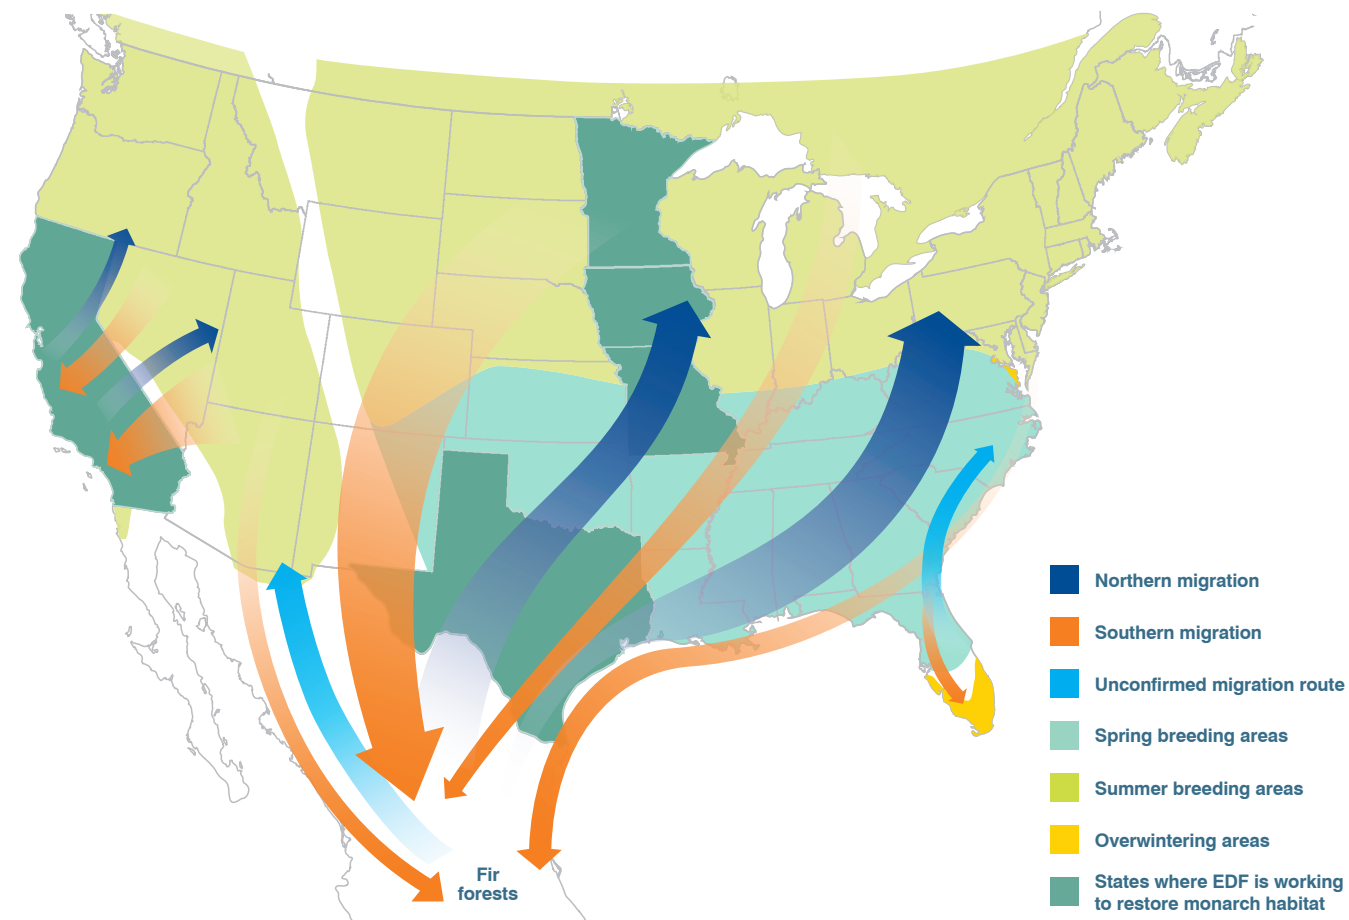 Northern migration
Southern migration
Unconfirmed migration route
Spring breeding areas
Summer breeding areas
Overwintering areas
States where EDF is working
to restore monarch habitat
Fir
forests